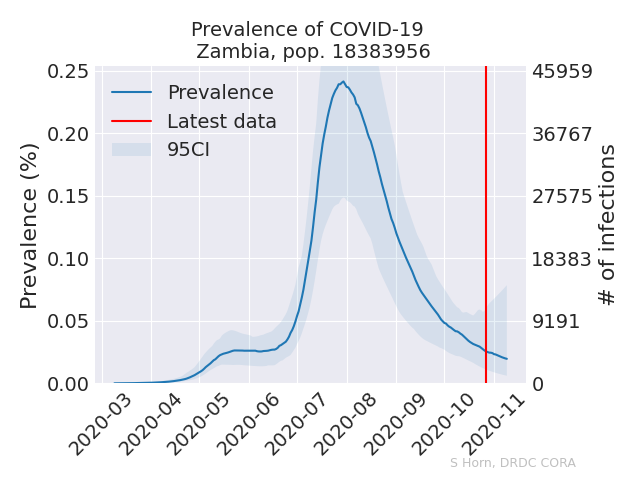 Prevalence of COVID-19
Zambia, pop. 18383956
Prevalence
Latest data
95CI
Prevalence (%)
0.25
0.20
0.15
0.10
0.05
0.00
45959
36767
27575
18383
9191
0
# of infections
2020-03
2020-04
2020-05
2020-06
2020-07
2020-08
2020-09
2020-10
2020-11
S Horn, DRDC CORA